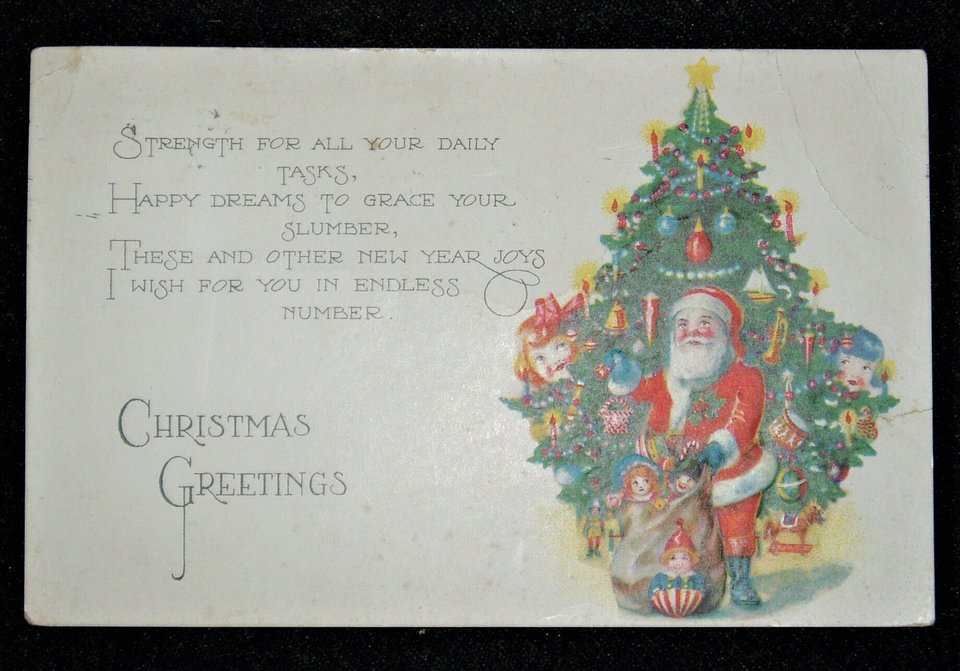 STRENGTH FOR ALL YOUR DAILY
TASKS,
HAPPY DREAMS TO GRACE YOUR
SLUMBER,
THESE AND OTHER NEW YEAR JOYS
I WISH FOR YOU IN ENDLESS
NUMBER.
CHRISTMAS
GREETINGS